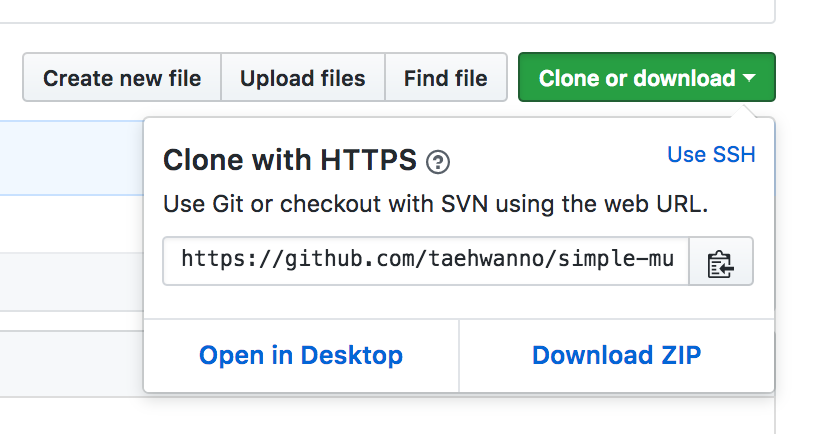 Create new file Upload files Find file Clone or download
Clone with HTTPS ? Use SSH
Use Git or checkout with SVN using the web URL.
https://github.com/taehwanno/simple-mu
Open in Desktop Download ZIP